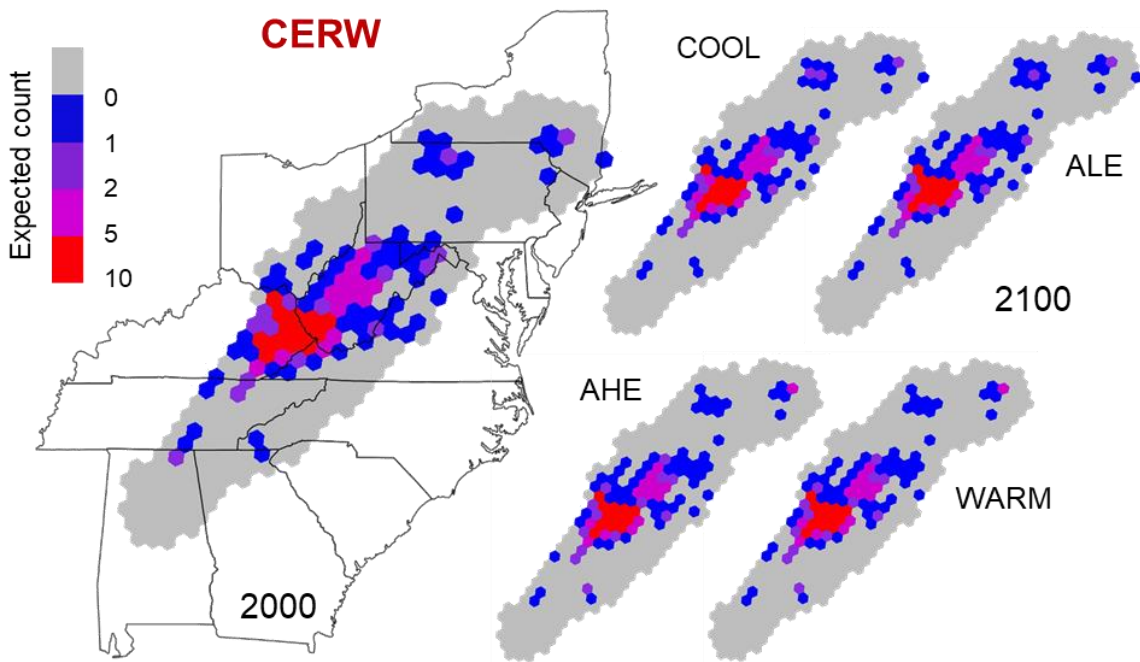 CERW
Expected count
0
1
2
5
10
2000
COOL
ALE
2100
AHE
WARM